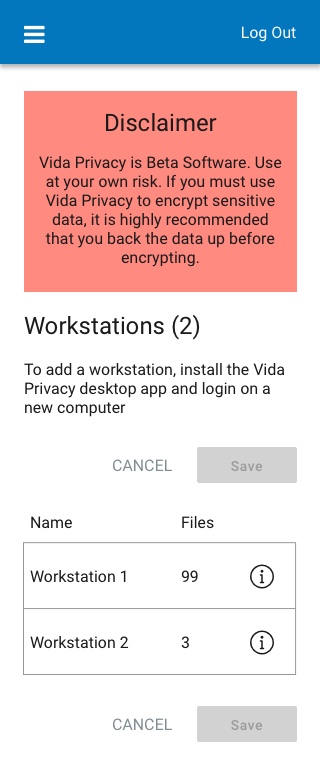 Log Out
Disclaimer
Vida Privacy is Beta Software. Use
at your own risk. If you must use
Vida Privacy to encrypt sensitive
data, it is highly recommended
that you back the data up before
encrypting.
Workstations (2)
To add a workstation, install the Vida
Privacy desktop app and login on a
new computer
CANCEL Save
Name Files
Workstation 1 99
Workstation 2 3
CANCEL Save